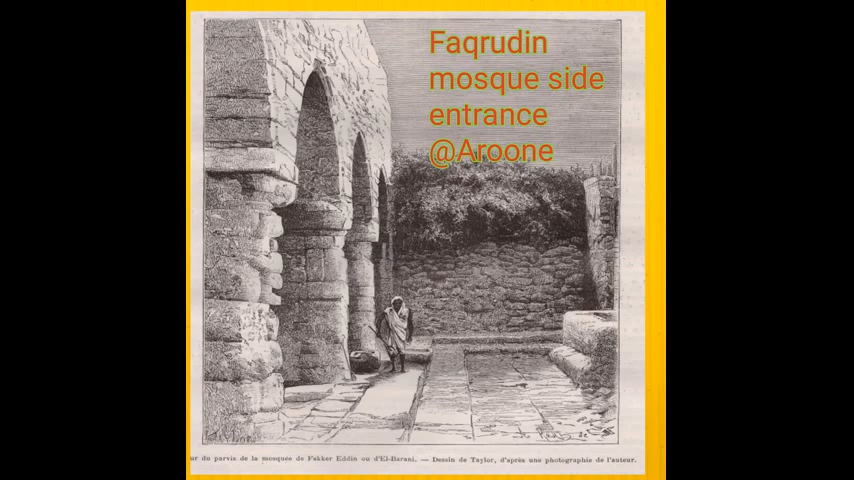 Faqrudin
mosque side
entrance
@Aroone
ur du parvis de la mosquée de Fakker Eddin ou d'El-Barani. — Dessin de Taylor, d'après une photographie de l'auteur.